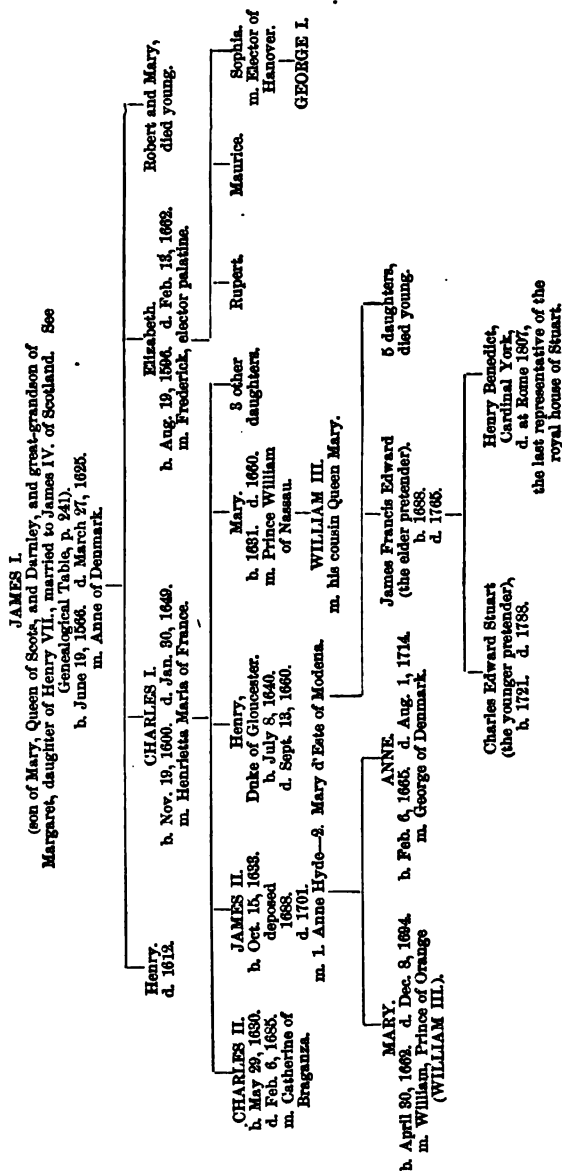 JAMES I.
(son of Mary, Queen of Scots, and Darnley, and great-grandson of
Margaret, daughter of Henry VII., married to James IV. of Scotland. See
Genealogical Table, p. 241).
b. June 19, 1566. d. March 27, 1625.
m. Anne of Denmark.
Henry.
d. 1612.
CHARLES I.
b. Nov. 19, 1600. d. Jan. 30, 1649.
m. Henrietta Maria of France.
Elizabeth.
b. Aug. 19, 1596. d. Feb. 13, 1662.
m. Frederick, elector palatine.
Robert and Mary,
died young.
CHARLES II.
b. May 29, 1630.
d. Feb. 6, 1685.
m. Catherine of
Braganza.
JAMES II.
b. Oct. 15, 1633.
deposed
1688.
d. 1701.
m. 1. Anne Hyde—2. Mary d'Este of Modena.
Henry,
Duke of Gloucester.
b. July 8, 1640.
d. Sept. 13, 1660.
Mary.
b. 1631. d. 1660.
m. Prince William
of Nassau.
3 other
daughters.
Rupert.
Maurice.
Sophia.
m. Elector of
Hanover.
GEORGE I.
WILLIAM III.
m. his cousin Queen Mary.
MARY.
b. April 30, 1662. d. Dec. 8, 1694.
m. William, Prince of Orange
(WILLIAM III.).
ANNE.
b. Feb. 6, 1665. d. Aug. 1, 1714.
m. George of Denmark.
James Francis Edward
(the elder pretender).
b. 1688.
d. 1765.
5 daughters,
died young.
Charles Edward Stuart
(the younger pretender),
b. 1721. d. 1788.
Henry Benedict,
Cardinal York,
d. at Rome 1807,
the last representative of the
royal house of Stuart.